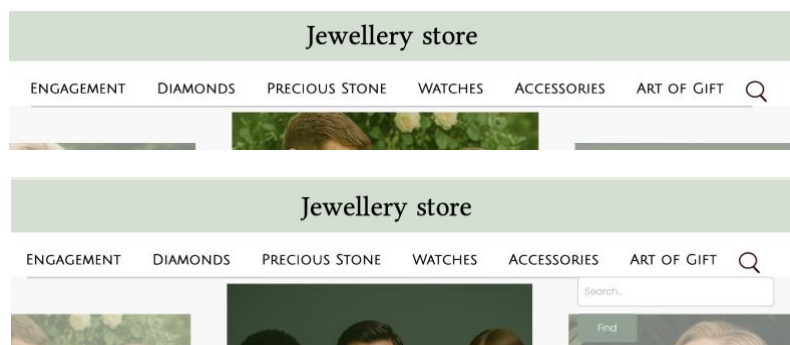 Jewellery store
Engagement Diamonds Precious Stone Watches Accessories Art of Gift
Jewellery store
Engagement Diamonds Precious Stone Watches Accessories Art of Gift
Search...
Find